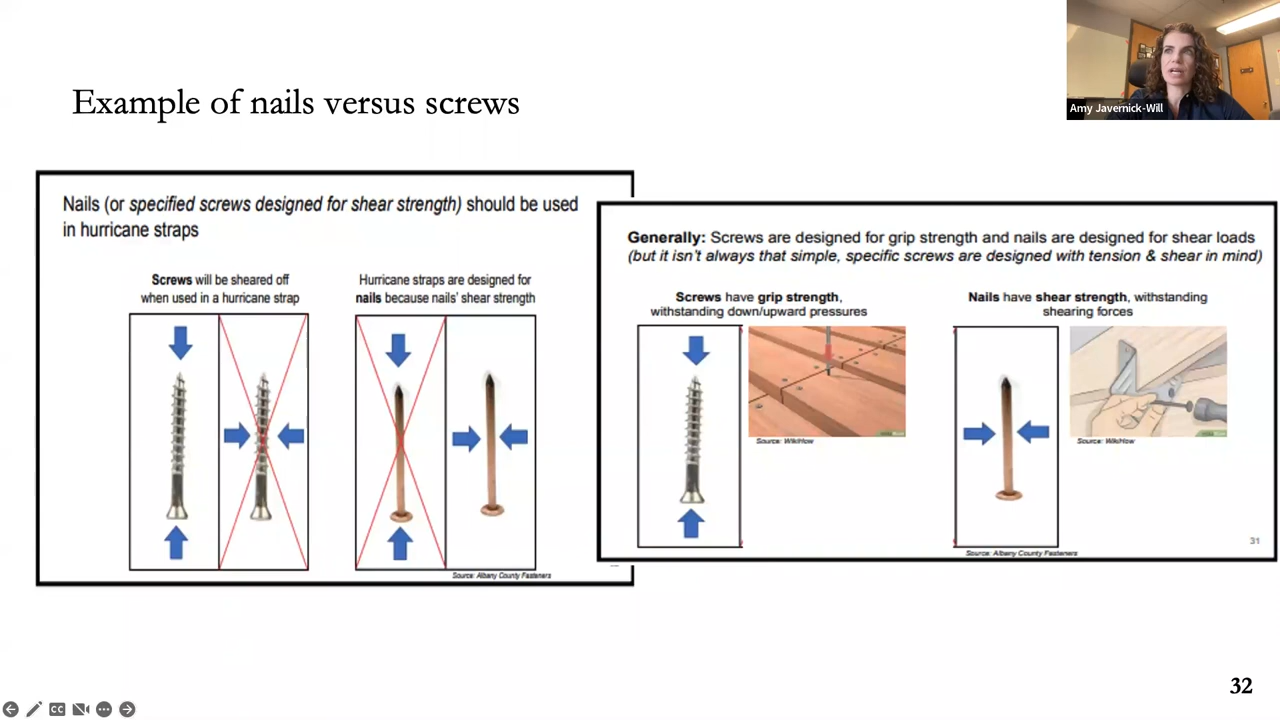 Amy Javernick-Will
Example of nails versus screws
Nails (or specified screws designed for shear strength) should be used
in hurricane straps
Screws will be sheared off
when used in a hurricane strap
Hurricane straps are designed for
nails because nails' shear strength
Source: Albany County Fasteners
Generally: Screws are designed for grip strength and nails are designed for shear loads
(but it isn't always that simple, specific screws are designed with tension & shear in mind)
Screws have grip strength,
withstanding down/upward pressures
Source: WikiHow
Nails have shear strength, withstanding
shearing forces
Source: WikiHow
Source: Albany County Fasteners
31
32
CC